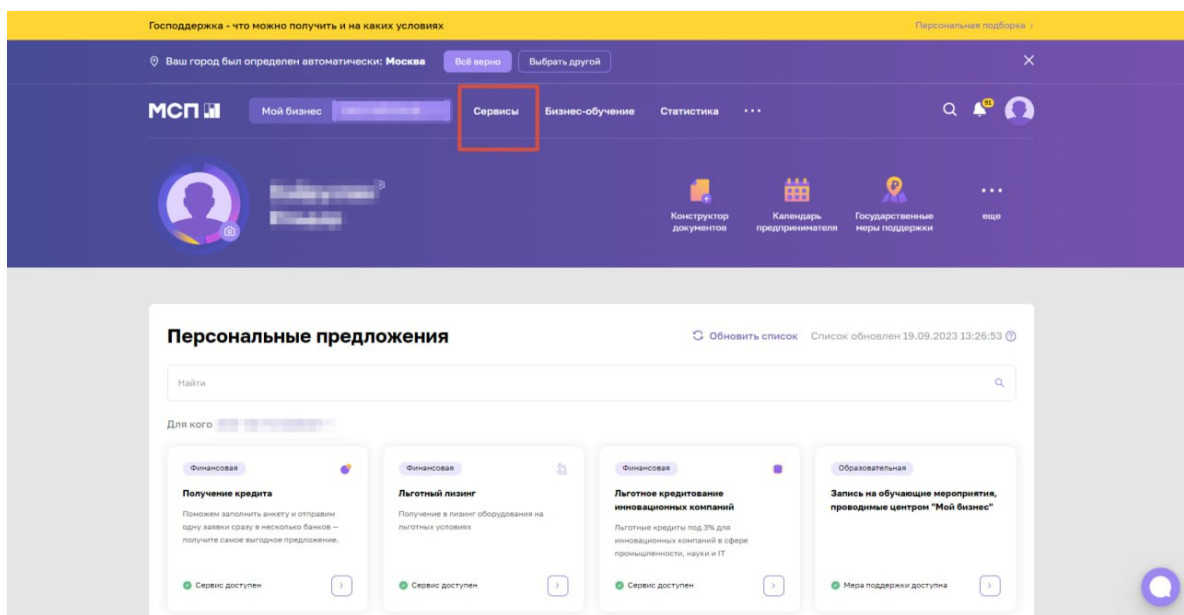 Господдержка - что можно получить и на каких условиях
Персональная подборка ›
Ваш город был определен автоматически: Москва
Всё верно
Выбрать другой
МСП
Мой бизнес
Сервисы
Бизнес-обучение
Статистика
91
Конструктор
документов
Календарь
предпринимателя
Государственные
меры поддержки
еще
Персональные предложения
Обновить список
Список обновлен 19.09.2023 13:26:53
Найти
Для кого
Финансовая
Получение кредита
Поможем заполнить анкету и отправим
одну заявки сразу в несколько банков —
получите самое выгодное предложение.
Сервис доступен
Финансовая
Льготный лизинг
Получение в лизинг оборудования на
льготных условиях
Сервис доступен
Финансовая
Льготное кредитование
инновационных компаний
Льготные кредиты под 3% для
инновационных компаний в сфере
промышленности, науки и IT
Сервис доступен
Образовательная
Запись на обучающие мероприятия,
проводимые центром "Мой бизнес"
Мера поддержки доступна